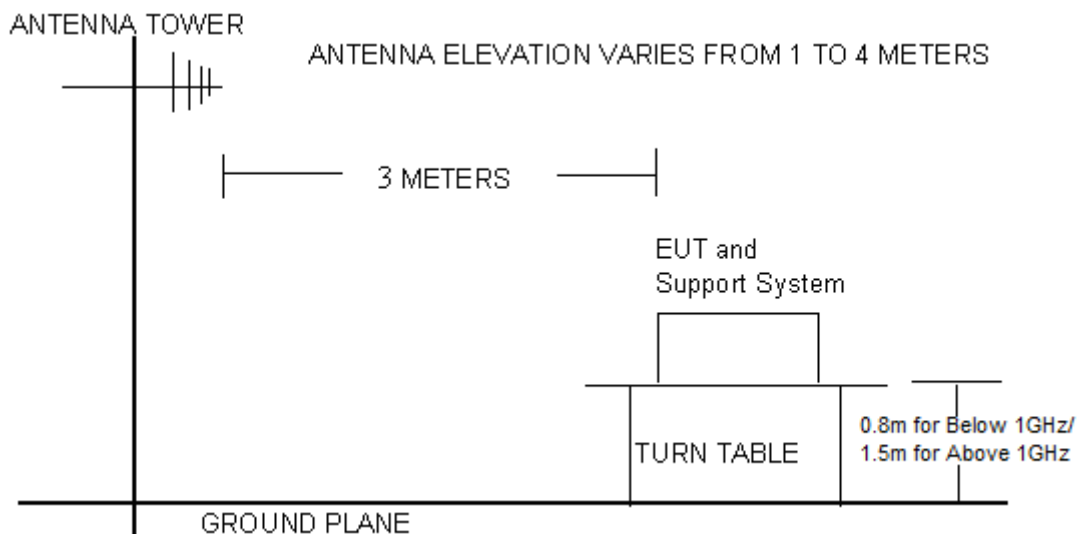 ANTENNA TOWER
ANTENNA ELEVATION VARIES FROM 1 TO 4 METERS
3 METERS
EUT and
Support System
0.8m for Below 1GHz/
1.5m for Above 1GHz
TURN TABLE
GROUND PLANE